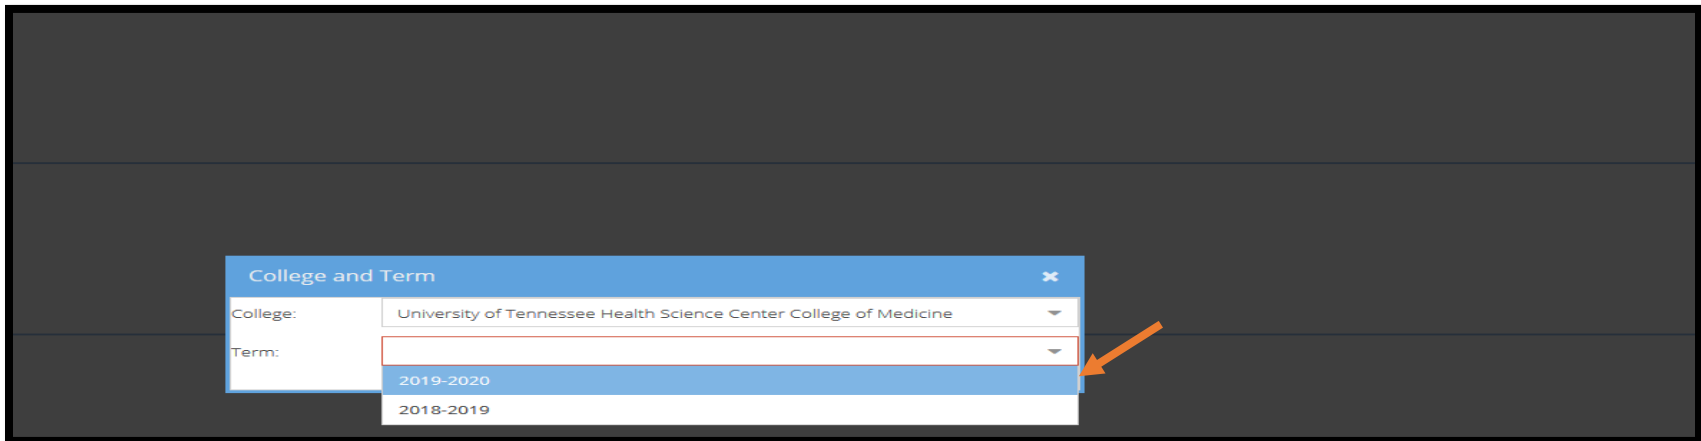 College and Term
College: University of Tennessee Health Science Center College of Medicine
Term:
2019-2020
2018-2019